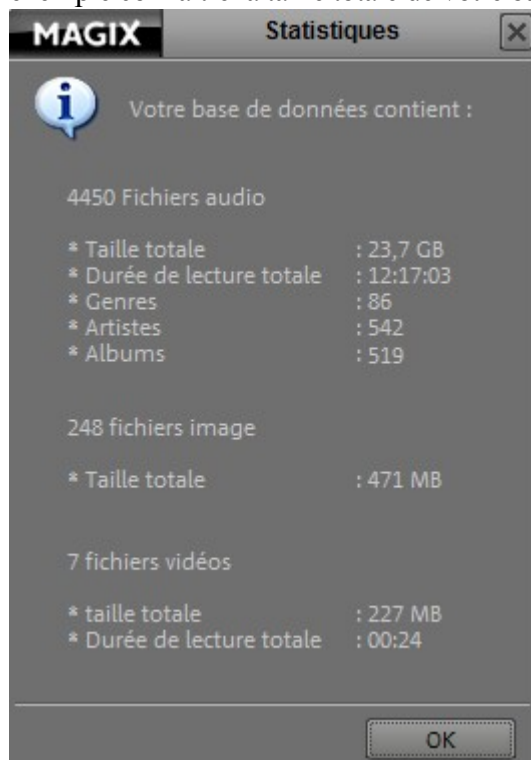 MAGIX Statistiques
Votre base de données contient :
4450 Fichiers audio
* Taille totale : 23,7 GB
* Durée de lecture totale : 12:17:03
* Genres : 86
* Artistes : 542
* Albums : 519
248 fichiers image
* Taille totale : 471 MB
7 fichiers vidéos
* taille totale : 227 MB
* Durée de lecture totale : 00:24
OK